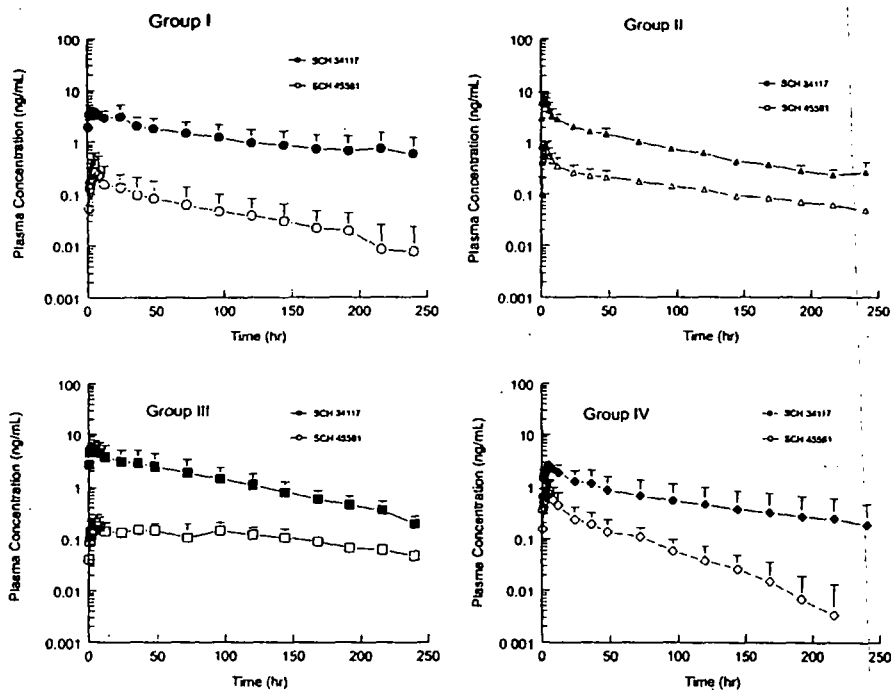 Group I
SCH 34117
SCH 45581
Plasma Concentration (ng/mL)
100
10
1
0.1
0.01
0.001
0
50
100
150
200
250
Time (hr)
Group II
SCH 34117
SCH 45581
Plasma Concentration (ng/mL)
100
10
1
0.1
0.01
0.001
0
50
100
150
200
250
Time (hr)
Group III
SCH 34117
SCH 45581
Plasma Concentration (ng/mL)
100
10
1
0.1
0.01
0.001
0
50
100
150
200
250
Time (hr)
Group IV
SCH 34117
SCH 45581
Plasma Concentration (ng/mL)
100
10
1
0.1
0.01
0.001
0
50
100
150
200
250
Time (hr)